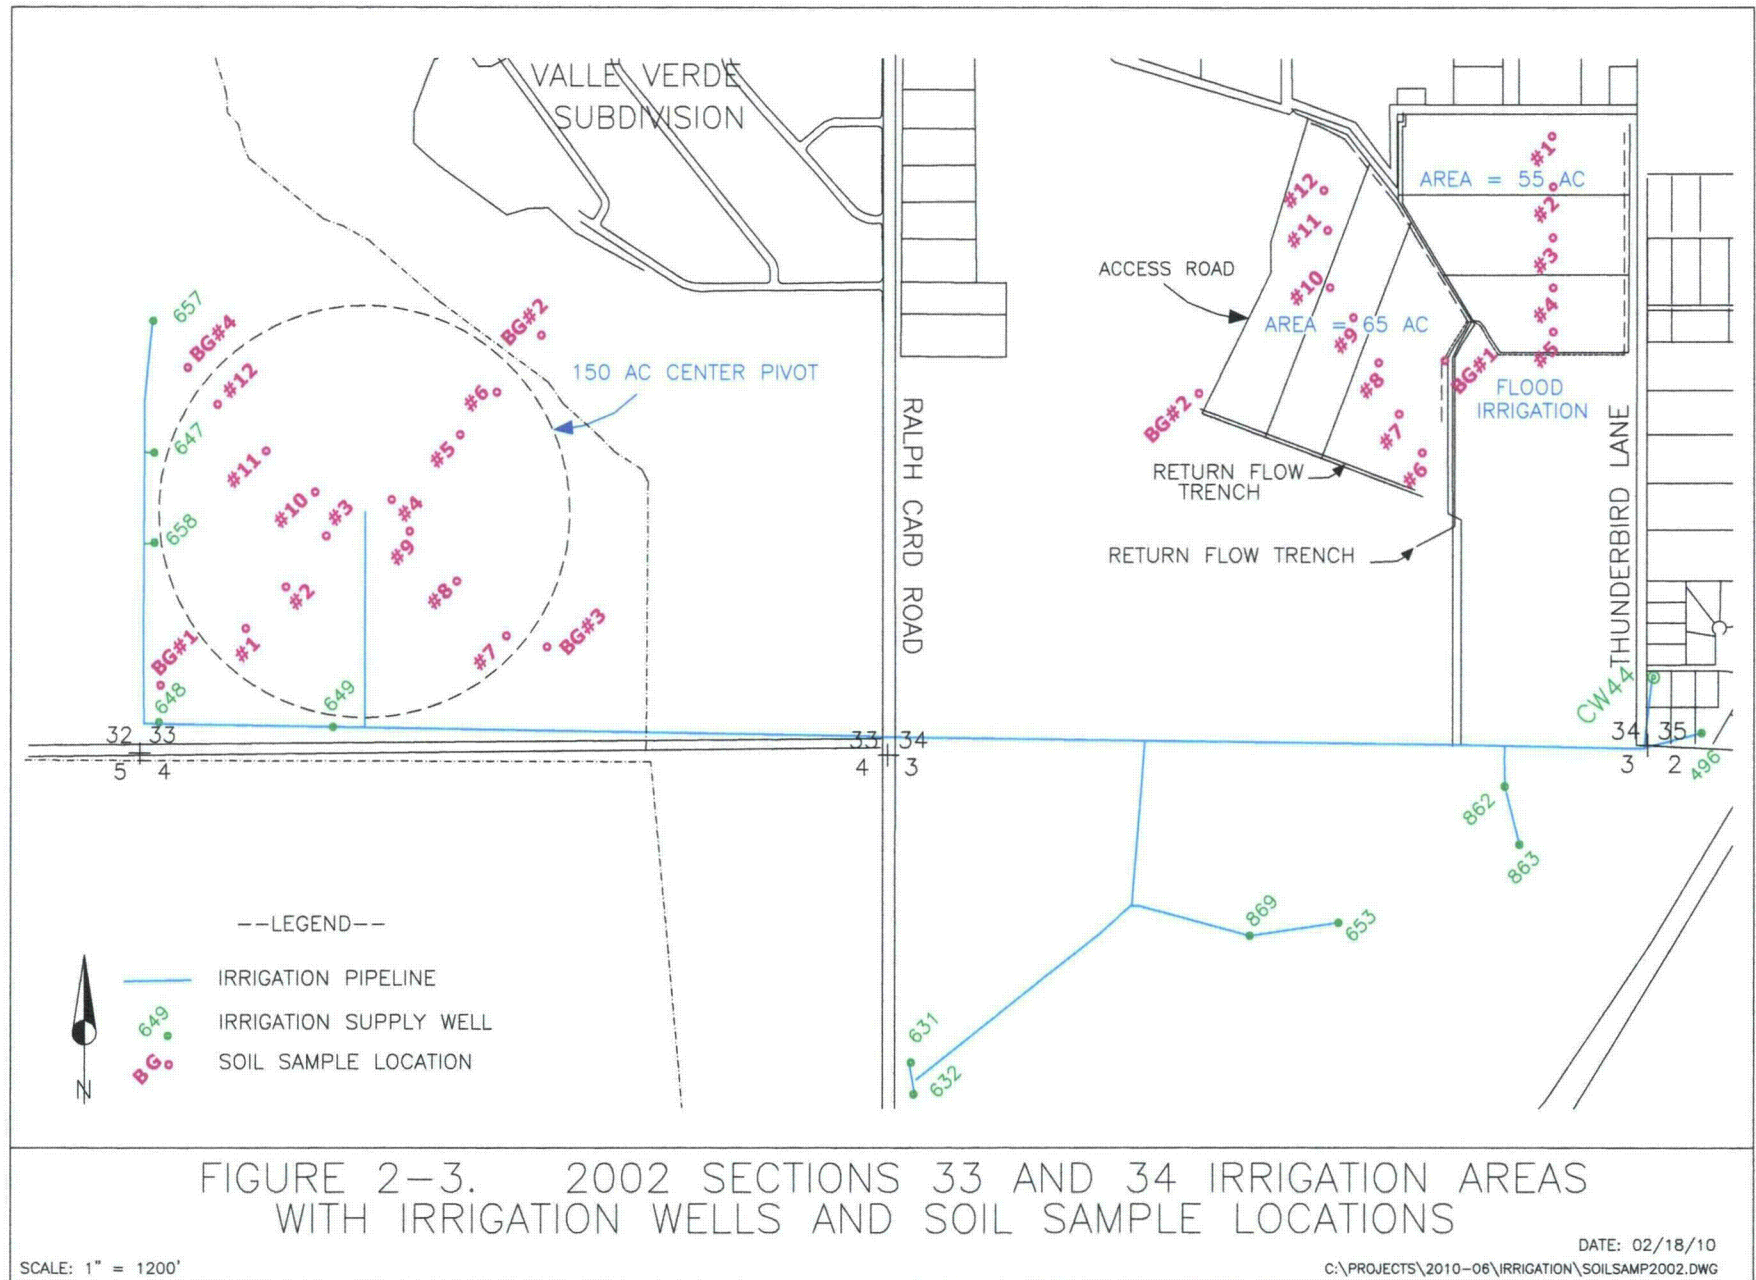 VALLE VERDE
SUBDIVISION
#1
AREA = 55 AC
#12
#2
#11
#3
ACCESS ROAD
#10
#4
657
BG#4
BG#2
AREA = 65 AC
#9
#5
150 AC CENTER PIVOT
#12
#6
#8
BG#1
FLOOD
IRRIGATION
BG#2
#7
647
#5
#11
#6
RETURN FLOW
TRENCH
RALPH CARD ROAD
THUNDERBIRD LANE
#10
#3
#4
658
#9
RETURN FLOW TRENCH
#2
#8
BG#1
#1
#7
BG#3
648
649
CW44
32 33
5 4
33 34
4 3
34 35
3 2
496
862
863
869
653
631
632
--LEGEND--
IRRIGATION PIPELINE
649
IRRIGATION SUPPLY WELL
BG
SOIL SAMPLE LOCATION
N
FIGURE 2-3. 2002 SECTIONS 33 AND 34 IRRIGATION AREAS
WITH IRRIGATION WELLS AND SOIL SAMPLE LOCATIONS
DATE: 02/18/10
SCALE: 1" = 1200'
C:\PROJECTS\2010-06\IRRIGATION\SOILSAMP2002.DWG